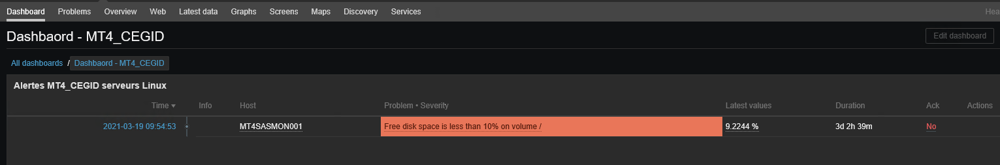 Dashboard Problems Overview Web Latest data Graphs Screens Maps Discovery Services Hea
Dashbaord - MT4_CEGID Edit dashboard
All dashboards / Dashbaord - MT4_CEGID
Alertes MT4_CEGID serveurs Linux
Time Info Host Problem • Severity Latest values Duration Ack Actions
2021-03-19 09:54:53 MT4SASMON001 Free disk space is less than 10% on volume / 9.2244 % 3d 2h 39m No